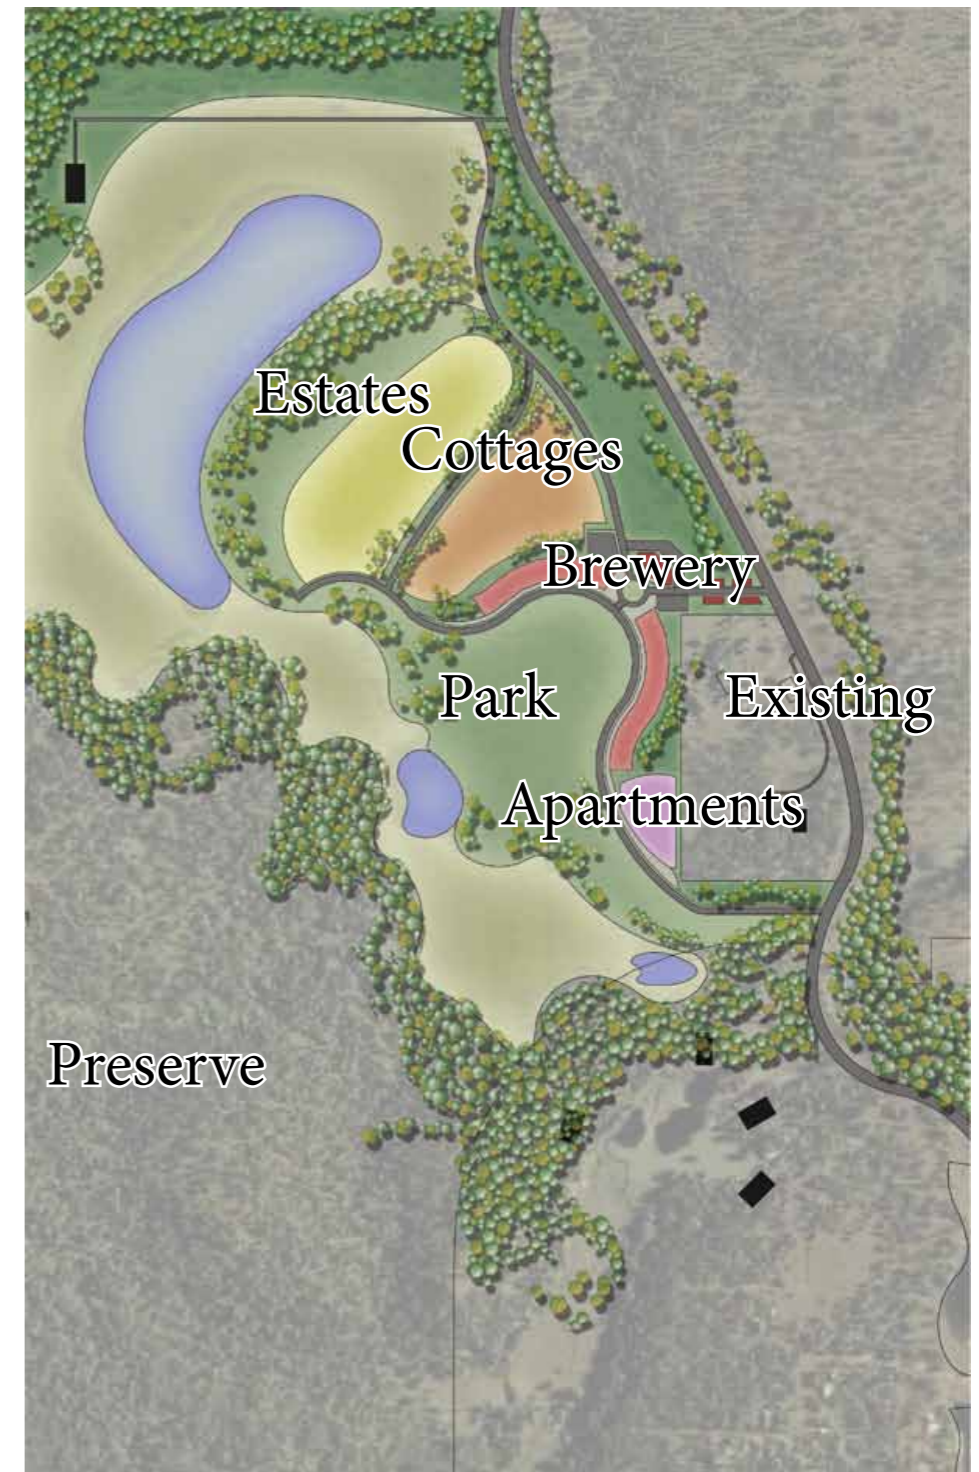 Estates
Cottages
Brewery
Park
Existing
Apartments
Preserve